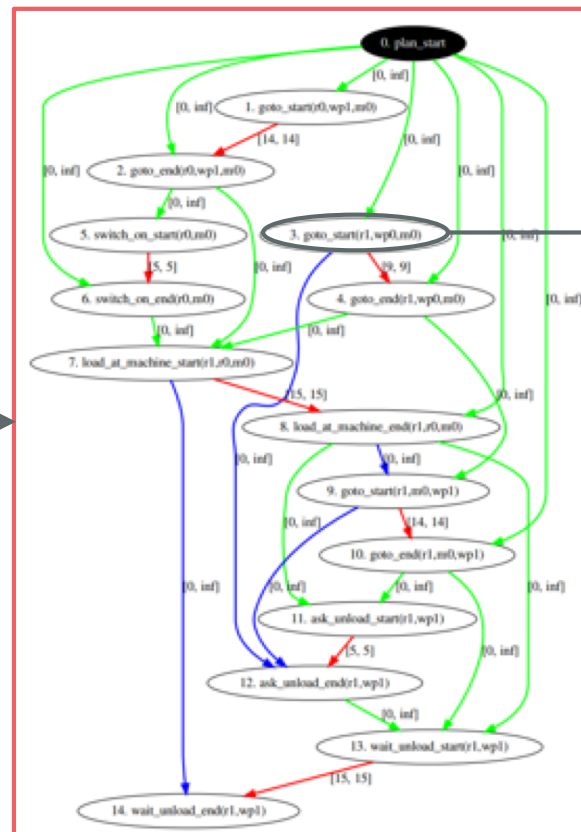 0. plan_start
[0, inf]
1. goto_start(r0,wp1,m0)
[0, inf]
[0, inf]
[14, 14]
[0, inf]
2. goto_end(r0,wp1,m0)
[0, inf]
[0, inf]
5. switch_on_start(r0,m0)
3. goto_start(r1,wp0,m0)
[0, inf]
[5, 5]
[0, inf]
[9, 9]
6. switch_on_end(r0,m0)
4. goto_end(r1,wp0,m0)
[0, inf]
[0, inf]
[0, inf]
7. load_at_machine_start(r1,r0,m0)
[15, 15]
8. load_at_machine_end(r1,r0,m0)
[0, inf]
[0, inf]
9. goto_start(r1,m0,wp1)
[0, inf]
[14, 14]
10. goto_end(r1,m0,wp1)
[0, inf]
[0, inf]
[0, inf]
[0, inf]
[0, inf]
11. ask_unload_start(r1,wp1)
[5, 5]
12. ask_unload_end(r1,wp1)
[0, inf]
13. wait_unload_start(r1,wp1)
[15, 15]
14. wait_unload_end(r1,wp1)